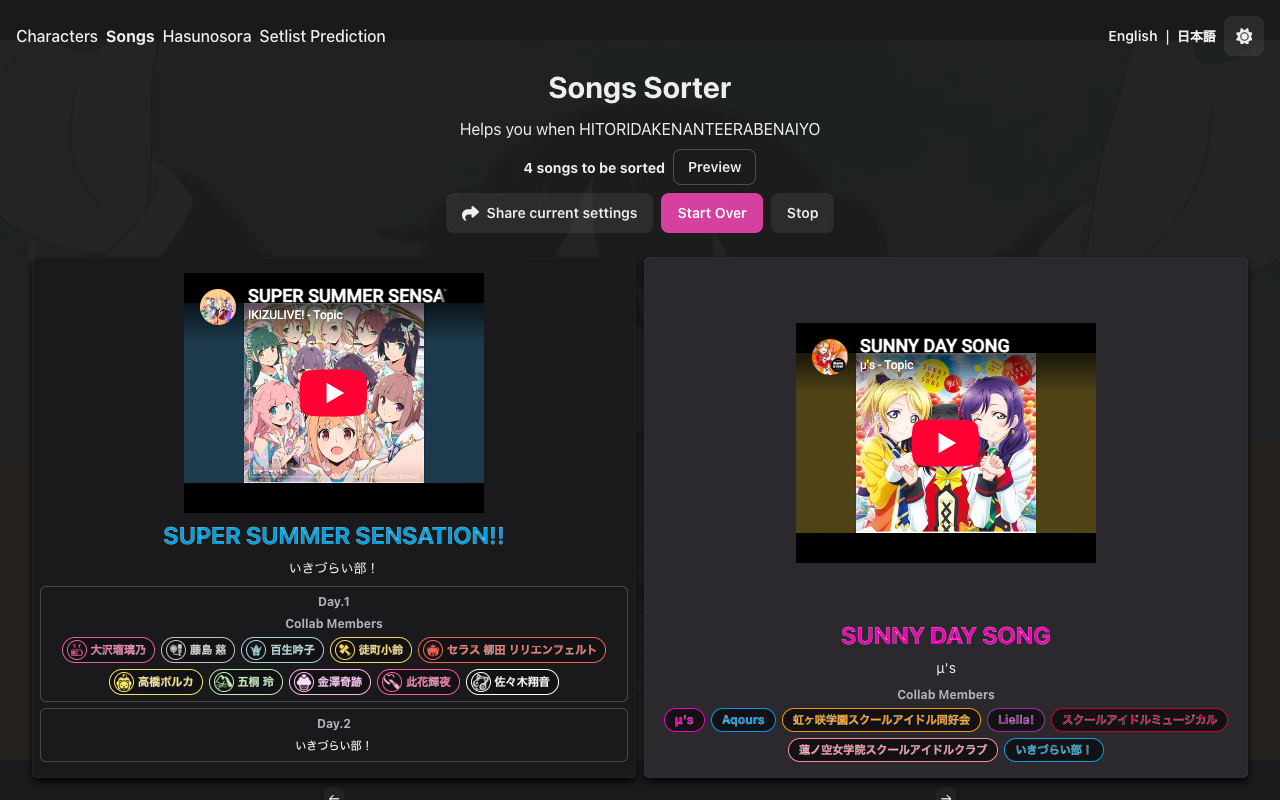 Characters Songs Hasunosora Setlist Prediction
English | 日本語
Songs Sorter
Helps you when HITORIDAKENANTEERABENAIYO
4 songs to be sorted Preview
Share current settings Start Over Stop
SUPER SUMMER SENSA
!KIZULIVE! - Topic
SUPER SUMMER SENSATION!!
いきづらい部！
Day.1
Collab Members
大沢瑠璃乃 藤島 慈 百生吟子 徒町小鈴 セラス 柳田 リリエンフェルト
高橋ポルカ 五桐 玲 金澤奇跡 此花輝夜 佐々木翔音
Day.2
いきづらい部！
SUNNY DAY SONG
μ's - Topic
SUNNY DAY SONG
SUNNY DAY SONG
μ's
Collab Members
μ's Aqours 虹ヶ咲学園スクールアイドル同好会 Liella! スクールアイドルミュージカル
蓮ノ空女学院スクールアイドルクラブ いきづらい部！